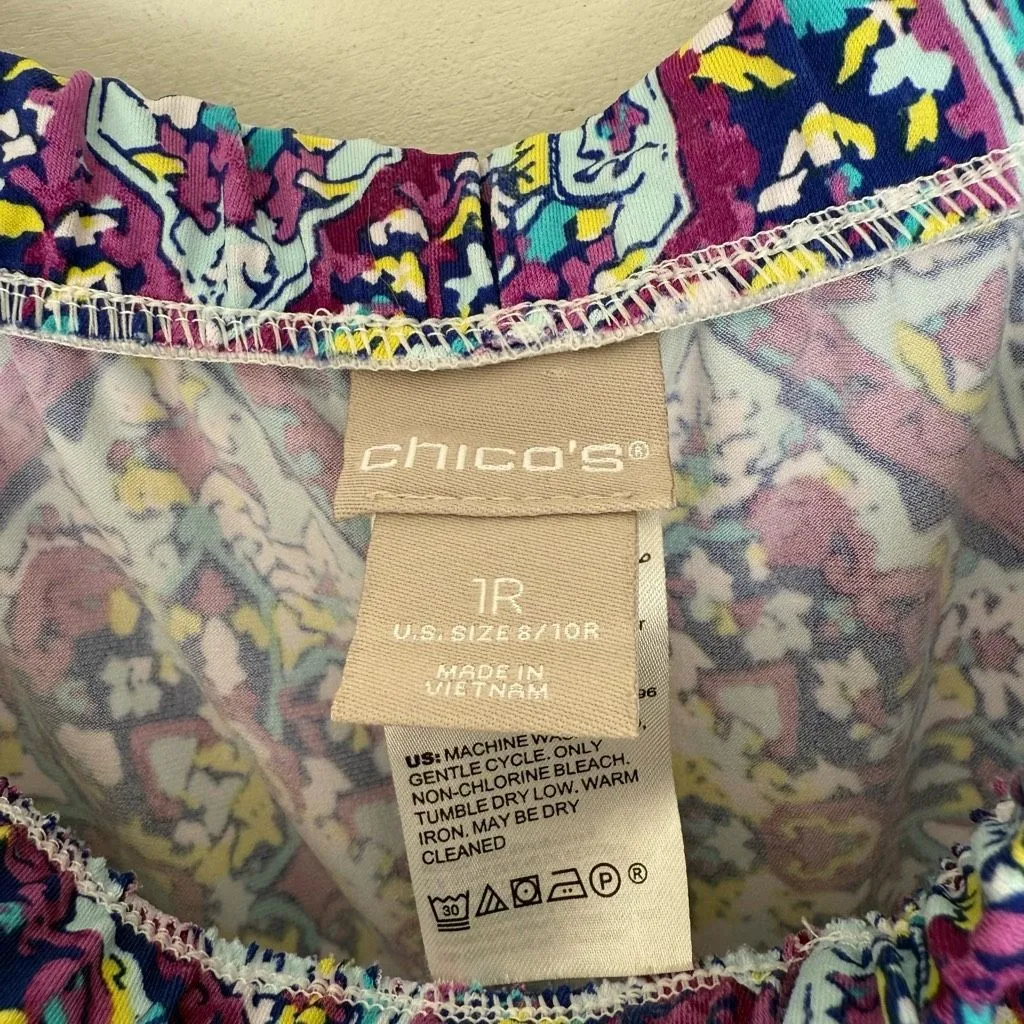 chico's®
1R
U.S. SIZE 8/10R
MADE IN
VIETNAM
96
US: MACHINE
GENTLE CYCLE. ONLY
NON-CHLORINE BLEACH.
TUMBLE DRY LOW. WARM
IRON. MAY BE DRY
CLEANED
30 P ®